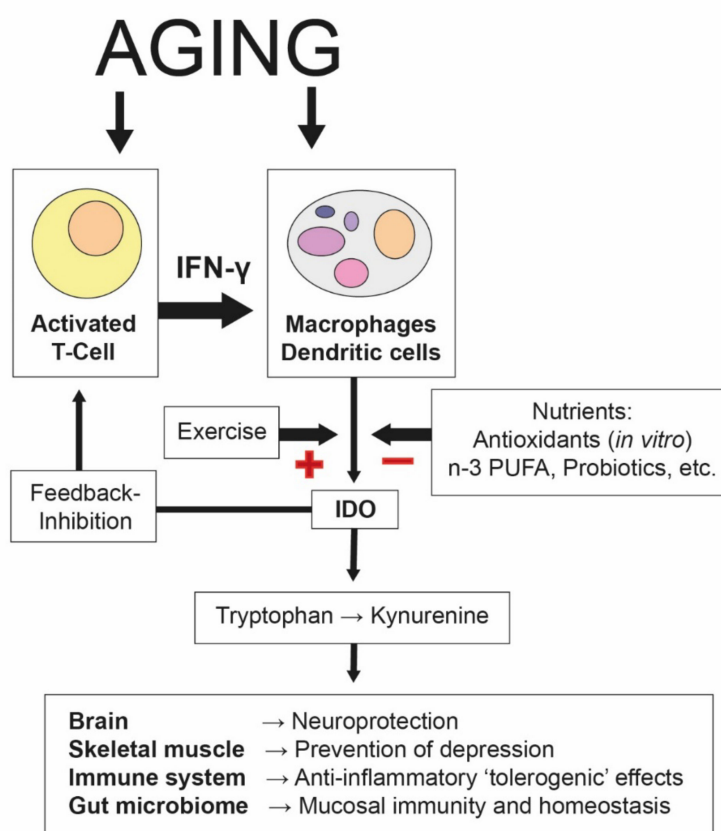 AGING
IFN-γ
Activated
T-Cell
Macrophages
Dendritic cells
Exercise
+
−
Nutrients:
Antioxidants (in vitro)
n-3 PUFA, Probiotics, etc.
Feedback-
Inhibition
IDO
Tryptophan → Kynurenine
Brain → Neuroprotection
Skeletal muscle → Prevention of depression
Immune system → Anti-inflammatory ‘tolerogenic’ effects
Gut microbiome → Mucosal immunity and homeostasis